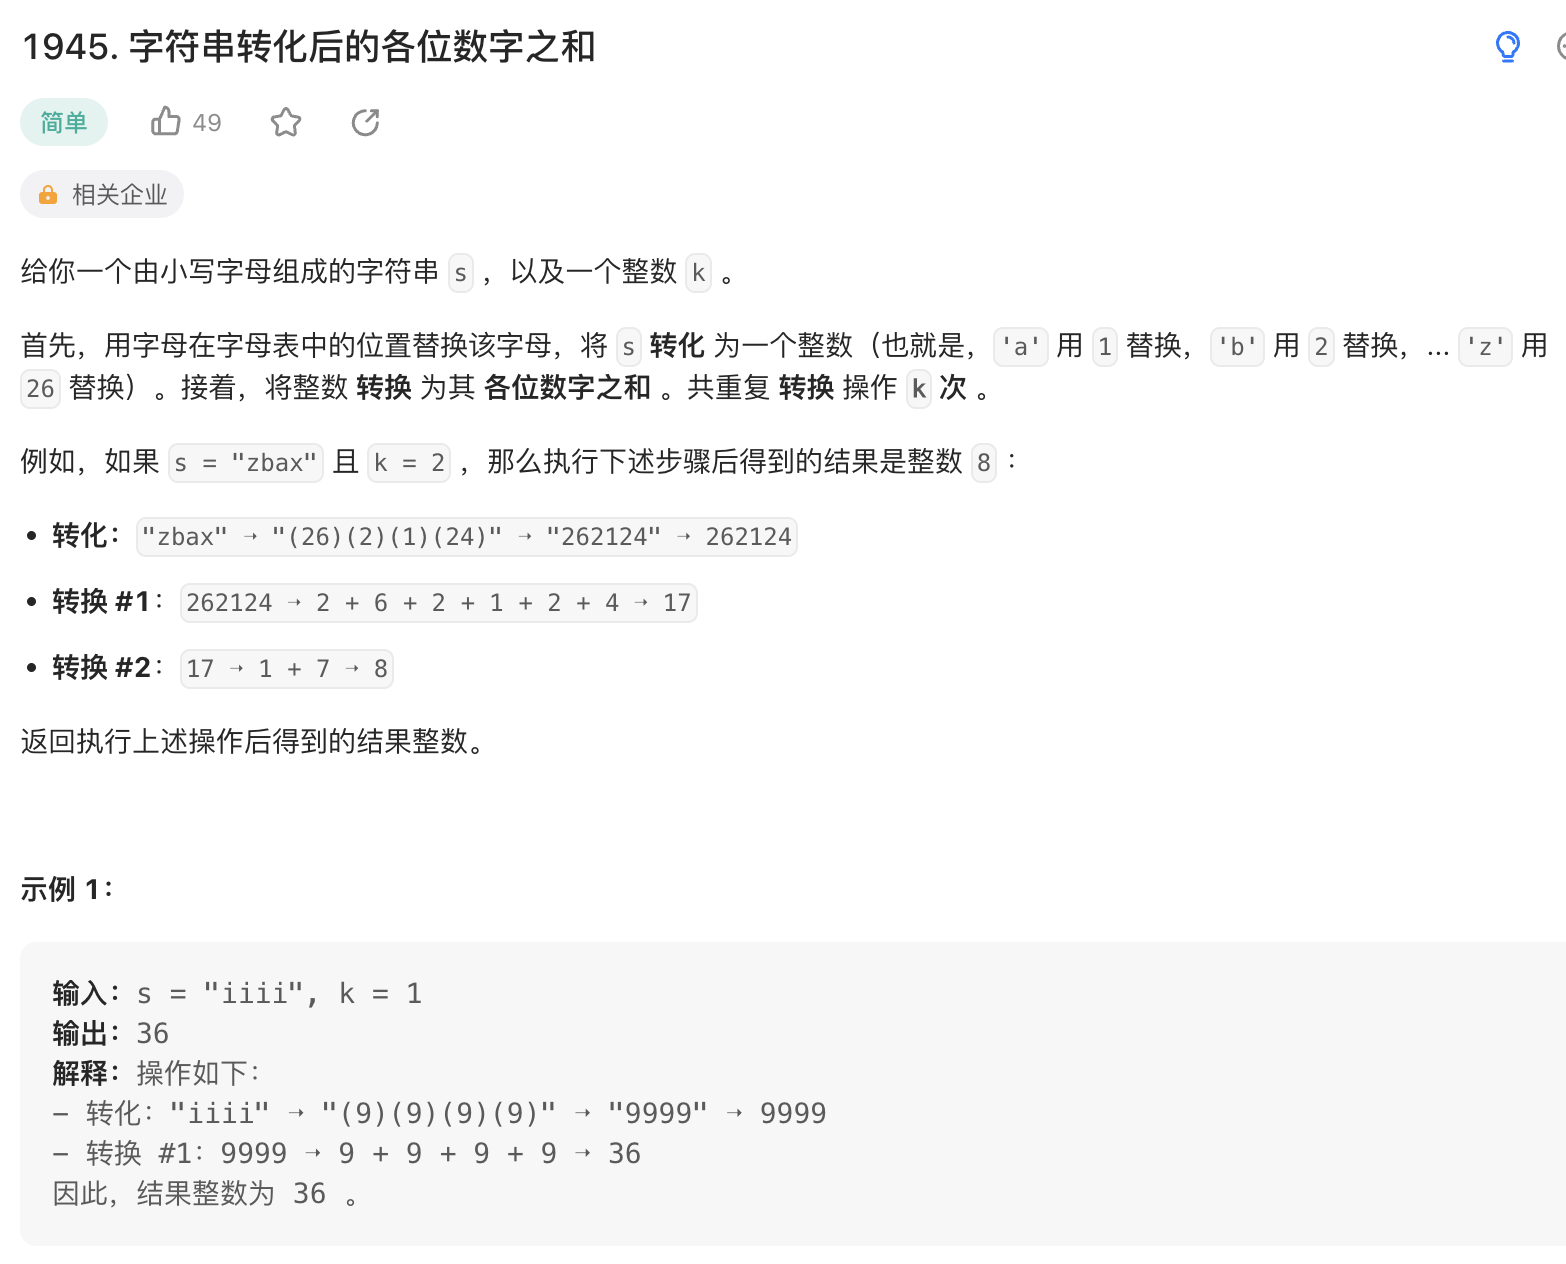 1945. 字符串转化后的各位数字之和
简单 49
相关企业
给你一个由小写字母组成的字符串 s ，以及一个整数 k 。
首先，用字母在字母表中的位置替换该字母，将 s 转化 为一个整数（也就是，'a' 用 1 替换，'b' 用 2 替换，... 'z' 用
26 替换）。接着，将整数 转换 为其 各位数字之和 。共重复 转换 操作 k 次 。
例如，如果 s = "zbax" 且 k = 2 ，那么执行下述步骤后得到的结果是整数 8 ：
• 转化："zbax" ➝ "(26)(2)(1)(24)" ➝ "262124" ➝ 262124
• 转换 #1：262124 ➝ 2 + 6 + 2 + 1 + 2 + 4 ➝ 17
• 转换 #2：17 ➝ 1 + 7 ➝ 8
返回执行上述操作后得到的结果整数。
示例 1：
输入：s = "iiii", k = 1
输出：36
解释：操作如下：
- 转化："iiii" ➝ "(9)(9)(9)(9)" ➝ "9999" ➝ 9999
- 转换 #1：9999 ➝ 9 + 9 + 9 + 9 ➝ 36
因此，结果整数为 36 。